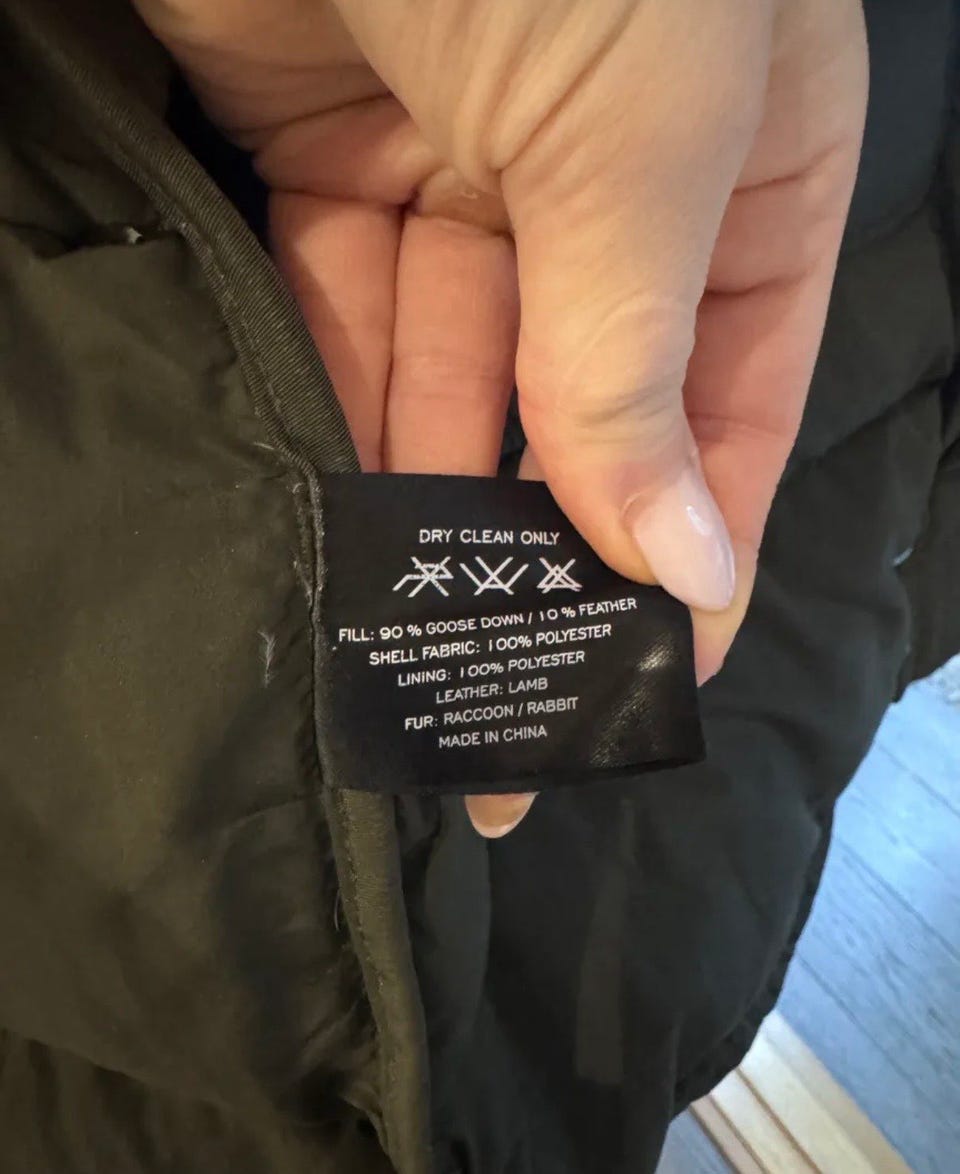 DRY CLEAN ONLY
FILL: 90 % GOOSE DOWN / 10 % FEATHER
SHELL FABRIC: 100% POLYESTER
LINING: 100% POLYESTER
LEATHER: LAMB
FUR: RACCOON / RABBIT
MADE IN CHINA